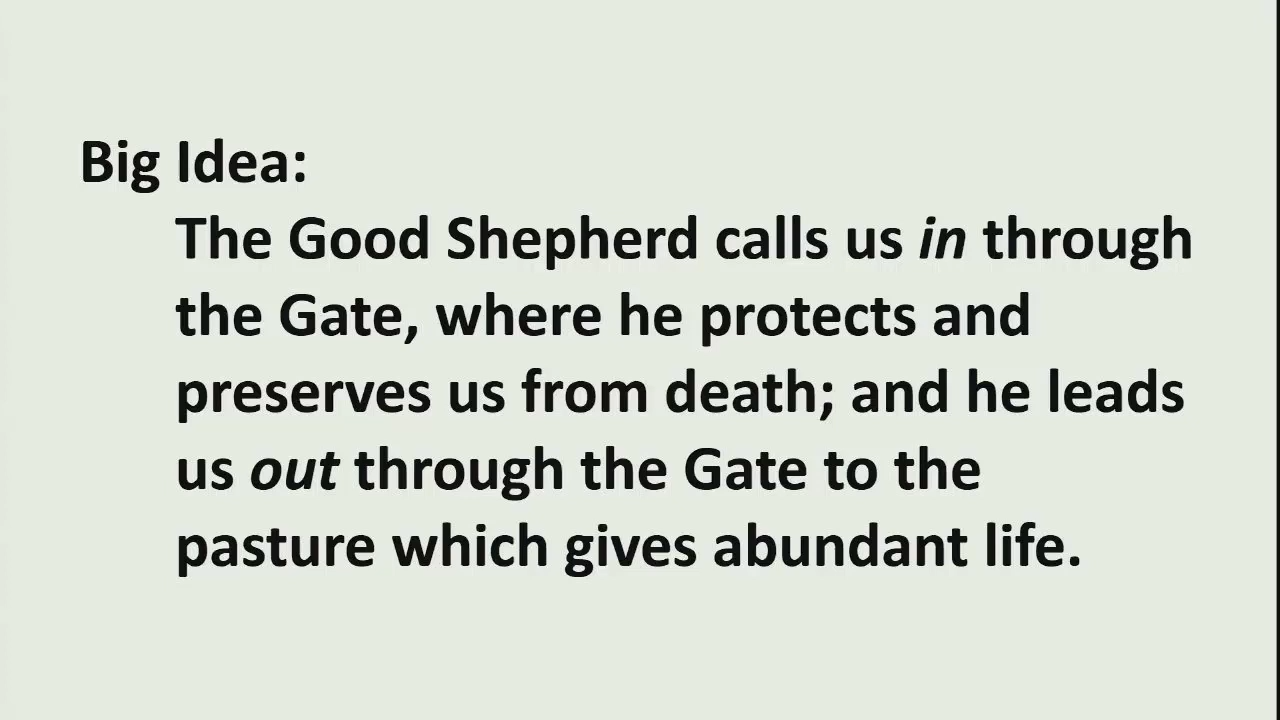 Big Idea:
The Good Shepherd calls us in through
the Gate, where he protects and
preserves us from death; and he leads
us out through the Gate to the
pasture which gives abundant life.